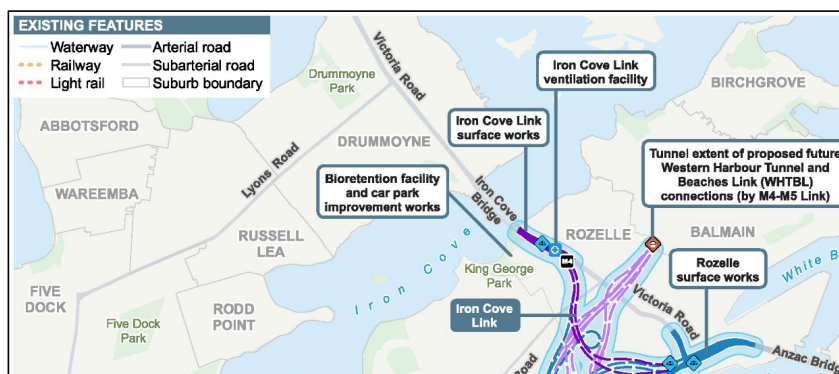 EXISTING FEATURES
Waterway
Arterial road
Railway
Subarterial road
Light rail
Suburb boundary
Victoria Road
Drummoyne
Park
Iron Cove Link
ventilation facility
BIRCHGROVE
ABBOTSFORD
DRUMMOYNE
Iron Cove Link
surface works
Lyons Road
Tunnel extent of proposed future
Western Harbour Tunnel and
Beaches Link (WHTBL)
connections (by M4-M5 Link)
WAREEMBA
Bioretention facility
and car park
improvement works
Iron Cove
Bridge
RUSSELL
LEA
ROZELLE
BALMAIN
Iron Cove
M4
King George
Park
Rozelle
surface works
White B
FIVE
DOCK
RODD
POINT
Five Dock
Park
Iron Cove
Link
Victoria Road
Anzac Bridg
Road